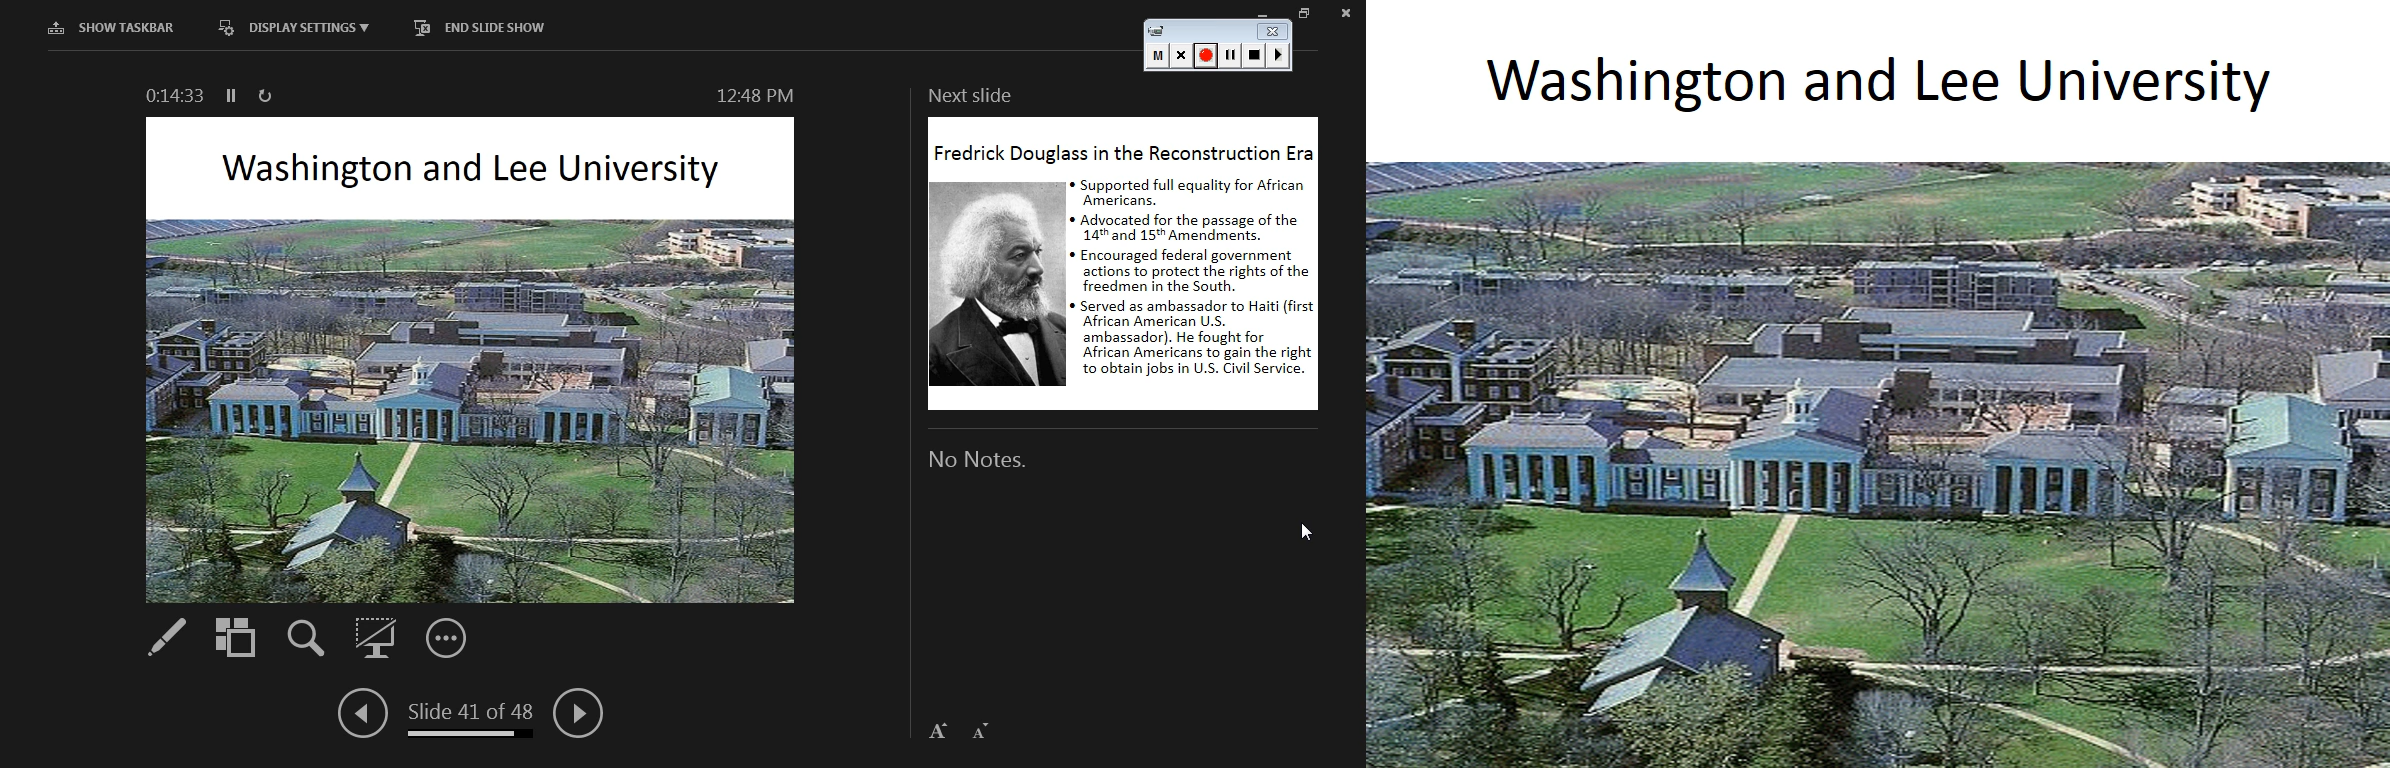 SHOW TASKBAR
DISPLAY SETTINGS ▼
END SLIDE SHOW
M
0:14:33
12:48 PM
Washington and Lee University
Next slide
Fredrick Douglass in the Reconstruction Era
• Supported full equality for African
Americans.
• Advocated for the passage of the
14th and 15th Amendments.
• Encouraged federal government
actions to protect the rights of the
freedmen in the South.
• Served as ambassador to Haiti (first
African American U.S.
ambassador). He fought for
African Americans to gain the right
to obtain jobs in U.S. Civil Service.
No Notes.
Slide 41 of 48
A A
Washington and Lee University